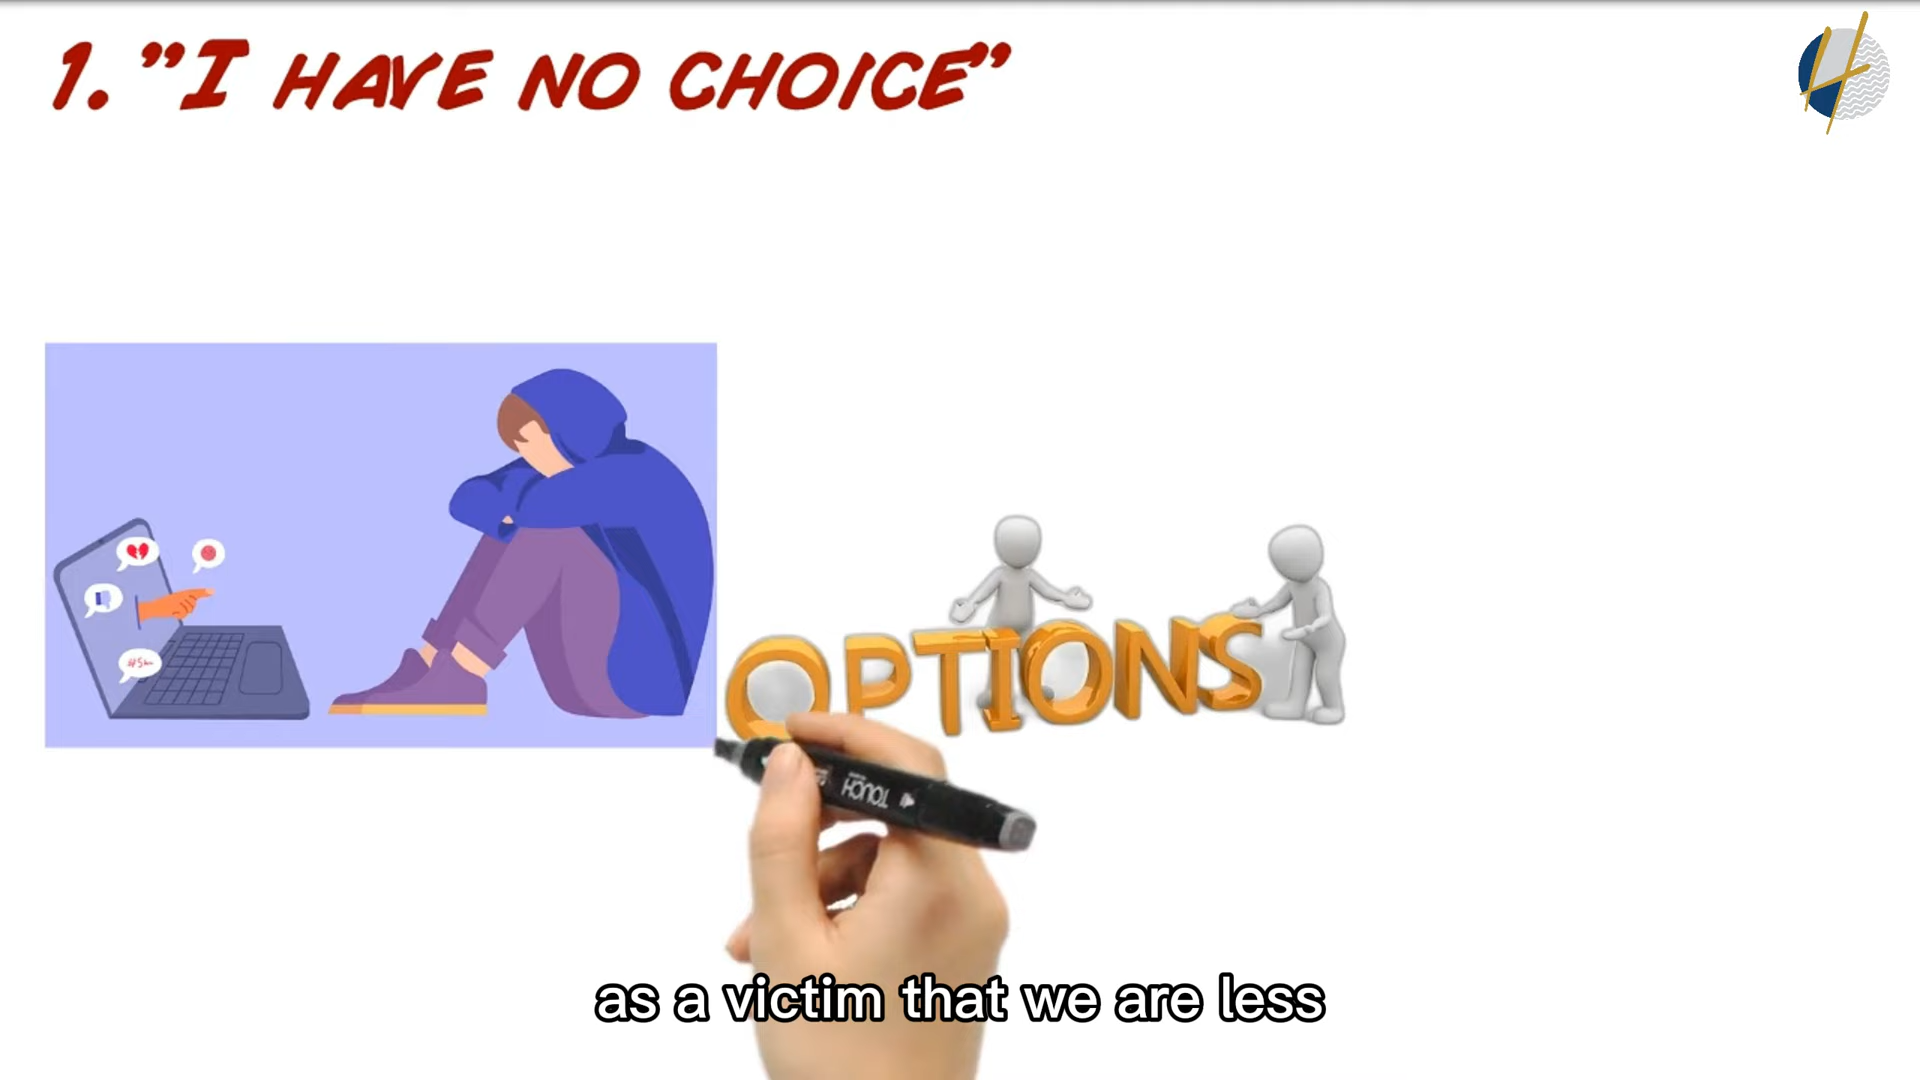 1. "I HAVE NO CHOICE"
OPTIONS
TOUCH
as a victim that we are less